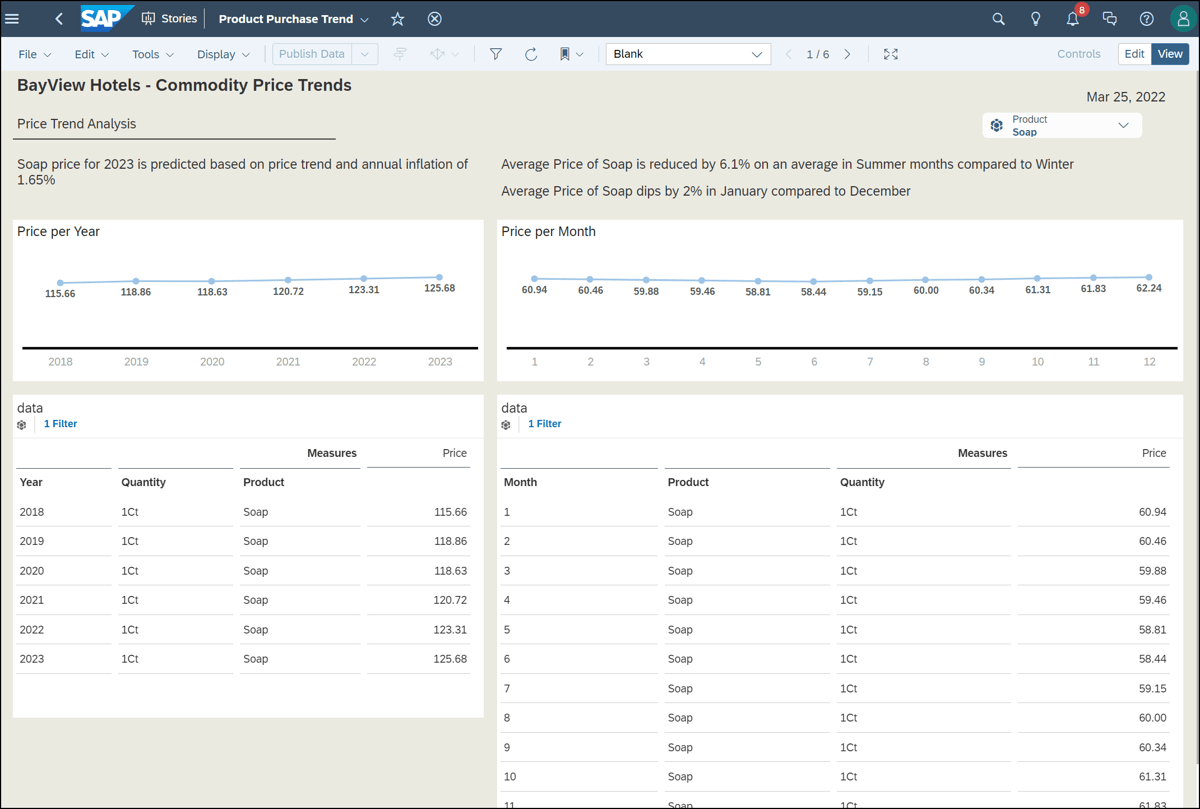 SAP Stories Product Purchase Trend 8
File Edit Tools Display Publish Data Blank 1 / 6 Controls Edit View
BayView Hotels - Commodity Price Trends
Mar 25, 2022
Price Trend Analysis
Product
Soap
Soap price for 2023 is predicted based on price trend and annual inflation of
1.65%
Average Price of Soap is reduced by 6.1% on an average in Summer months compared to Winter
Average Price of Soap dips by 2% in January compared to December
Price per Year
115.66 118.86 118.63 120.72 123.31 125.68
2018 2019 2020 2021 2022 2023
Price per Month
60.94 60.46 59.88 59.46 58.81 58.44 59.15 60.00 60.34 61.31 61.83 62.24
1 2 3 4 5 6 7 8 9 10 11 12
data
1 Filter
Measures Price
Year Quantity Product
2018 1Ct Soap 115.66
2019 1Ct Soap 118.86
2020 1Ct Soap 118.63
2021 1Ct Soap 120.72
2022 1Ct Soap 123.31
2023 1Ct Soap 125.68
data
1 Filter
Measures Price
Month Product Quantity
1 Soap 1Ct 60.94
2 Soap 1Ct 60.46
3 Soap 1Ct 59.88
4 Soap 1Ct 59.46
5 Soap 1Ct 58.81
6 Soap 1Ct 58.44
7 Soap 1Ct 59.15
8 Soap 1Ct 60.00
9 Soap 1Ct 60.34
10 Soap 1Ct 61.31
11 Soap 1Ct 61.83